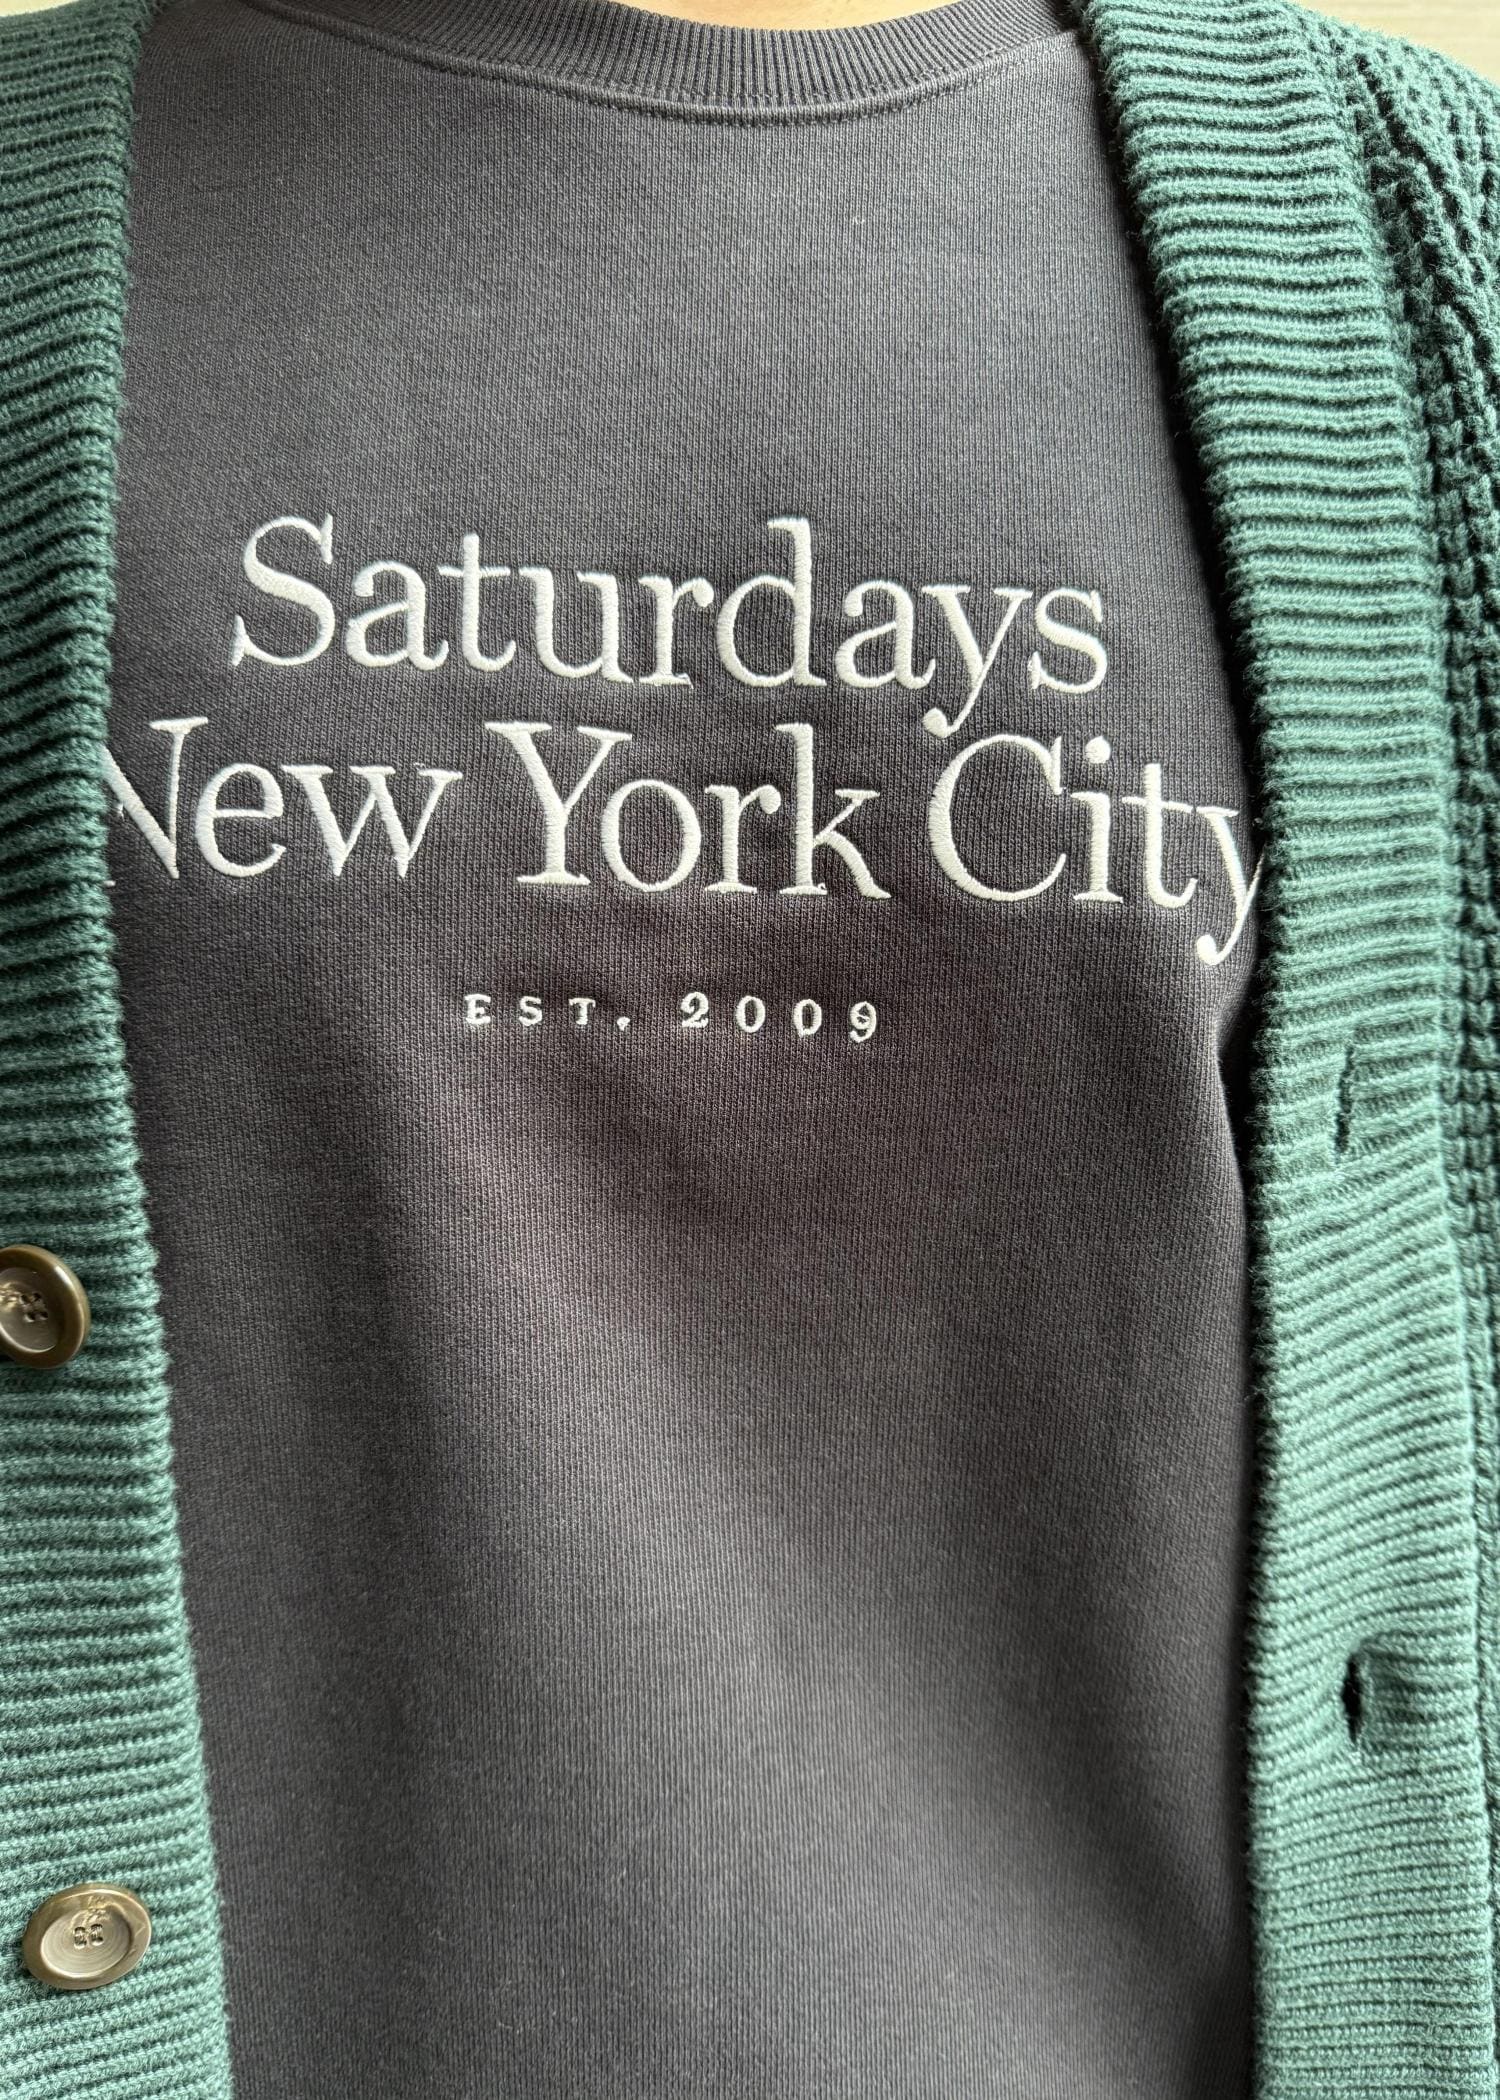 Saturdays
New York City
EST. 2009